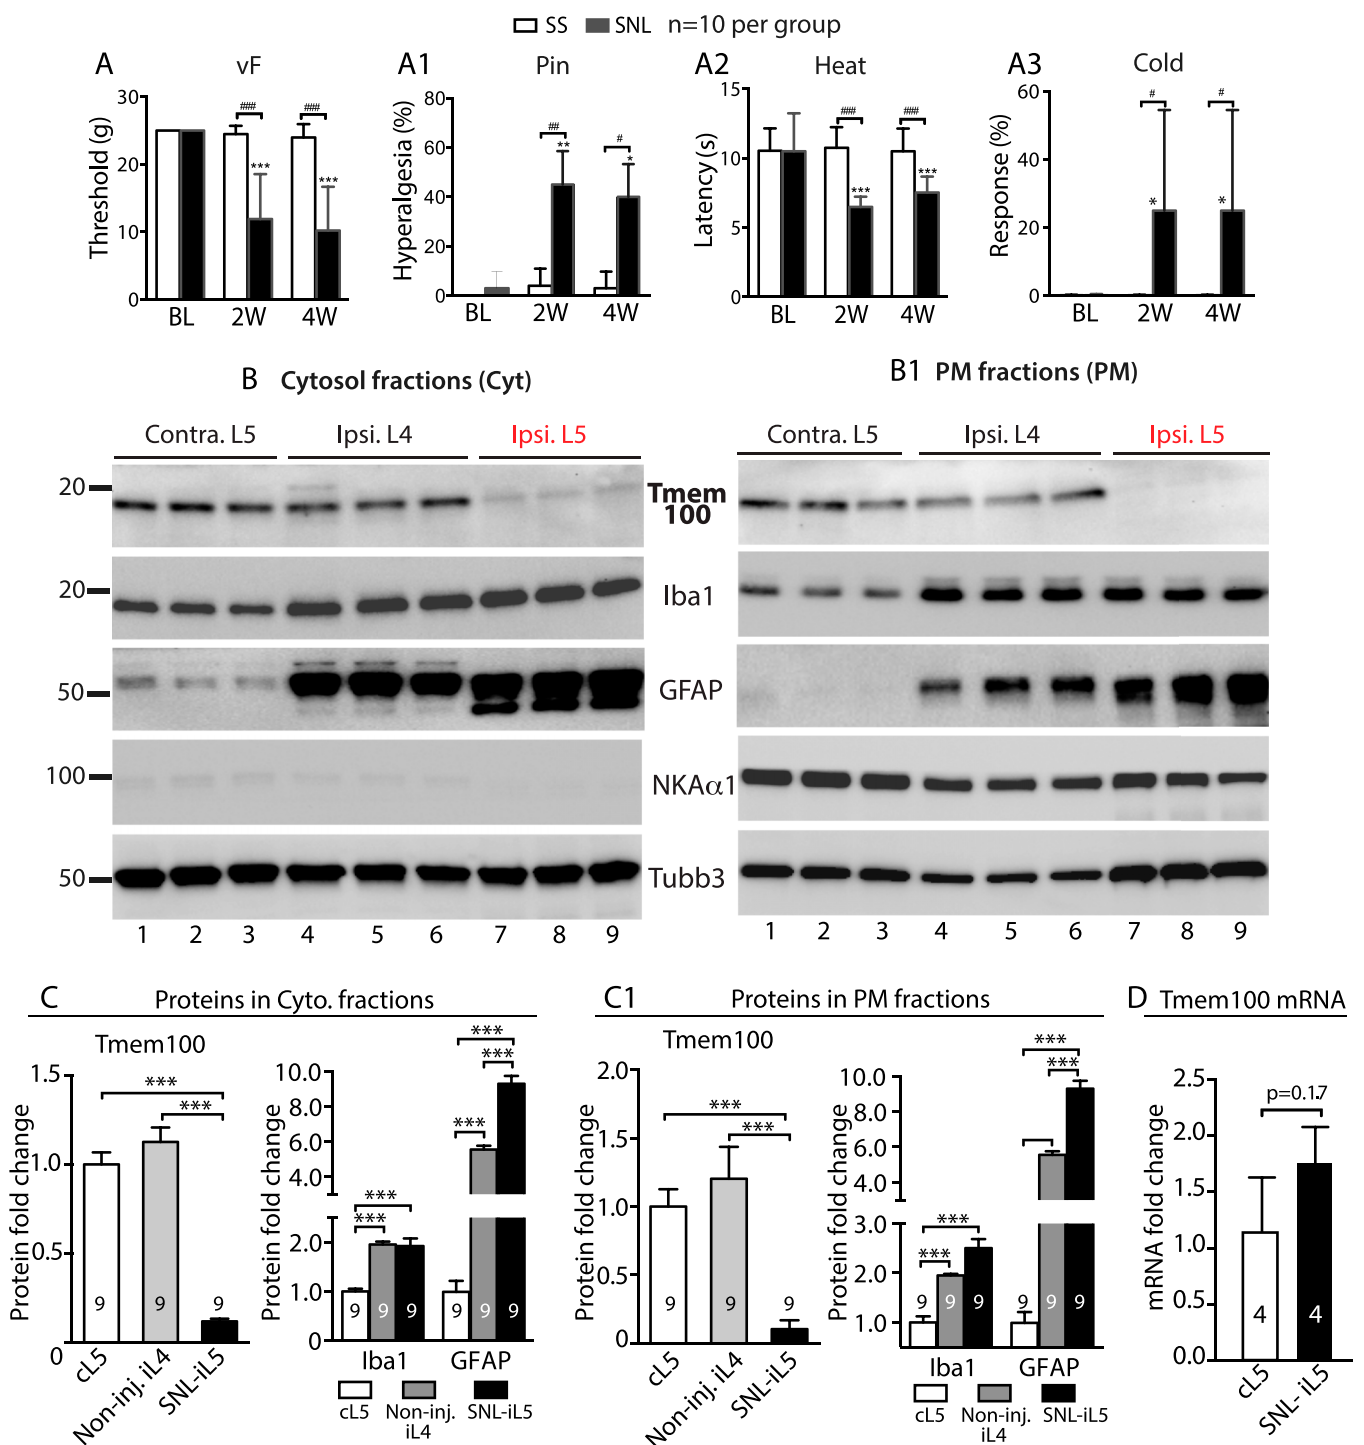 SS SNL n=10 per group
A vF
Threshold (g)
30
20
10
0
### ###
*** ***
BL 2W 4W
A1 Pin
Hyperalgesia (%)
80
60
40
20
0
## #
** *
BL 2W 4W
A2 Heat
Latency (s)
15
10
5
0
### ###
*** ***
BL 2W 4W
A3 Cold
Response (%)
60
40
20
0
# #
* *
BL 2W 4W
B Cytosol fractions (Cyt)
Contra. L5 Ipsi. L4 Ipsi. L5
20
20
50
100
50
1 2 3 4 5 6 7 8 9
Tmem
100
Iba1
GFAP
NKAα1
Tubb3
B1 PM fractions (PM)
Contra. L5 Ipsi. L4 Ipsi. L5
1 2 3 4 5 6 7 8 9
C Proteins in Cyto. fractions
Tmem100
Protein fold change
1.5
1.0
0.5
0
***
***
9 9 9
cL5 Non-inj. iL4 SNL-iL5
Protein fold change
10.0
8.0
6.0
4.0
2.0
1.0
0
***
***
***
***
***
9 9 9 9 9 9
Iba1 GFAP
cL5 Non-inj. SNL-iL5
iL4
C1 Proteins in PM fractions
Tmem100
Protein fold change
2.0
1.5
1.0
0.5
0
***
***
9 9 9
cL5 Non-inj. iL4 SNL-iL5
Protein fold change
10.0
8.0
6.0
4.0
3.0
2.0
1.0
***
***
***
***
9 9 9 9 9 9
Iba1 GFAP
cL5 Non-inj. SNL-iL5
iL4
D Tmem100 mRNA
mRNA fold change
2.5
2.0
1.5
1.0
0.5
0.0
p=0.17
4 4
cL5 SNL- iL5